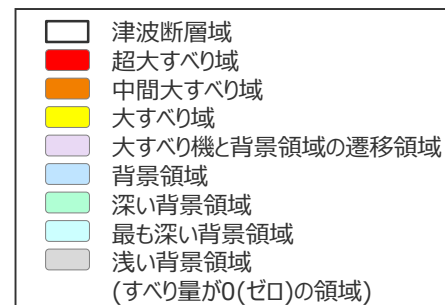 津波断層域
超大すべり域
中間大すべり域
大すべり域
大すべり機と背景領域の遷移領域
背景領域
深い背景領域
最も深い背景領域
浅い背景領域
(すべり量が0(ゼロ)の領域)